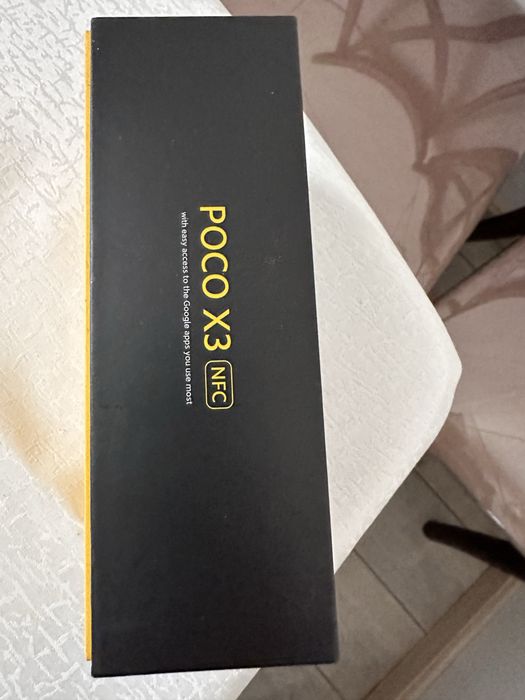 POCO X3 NFC
with easy access to the Google apps you use most